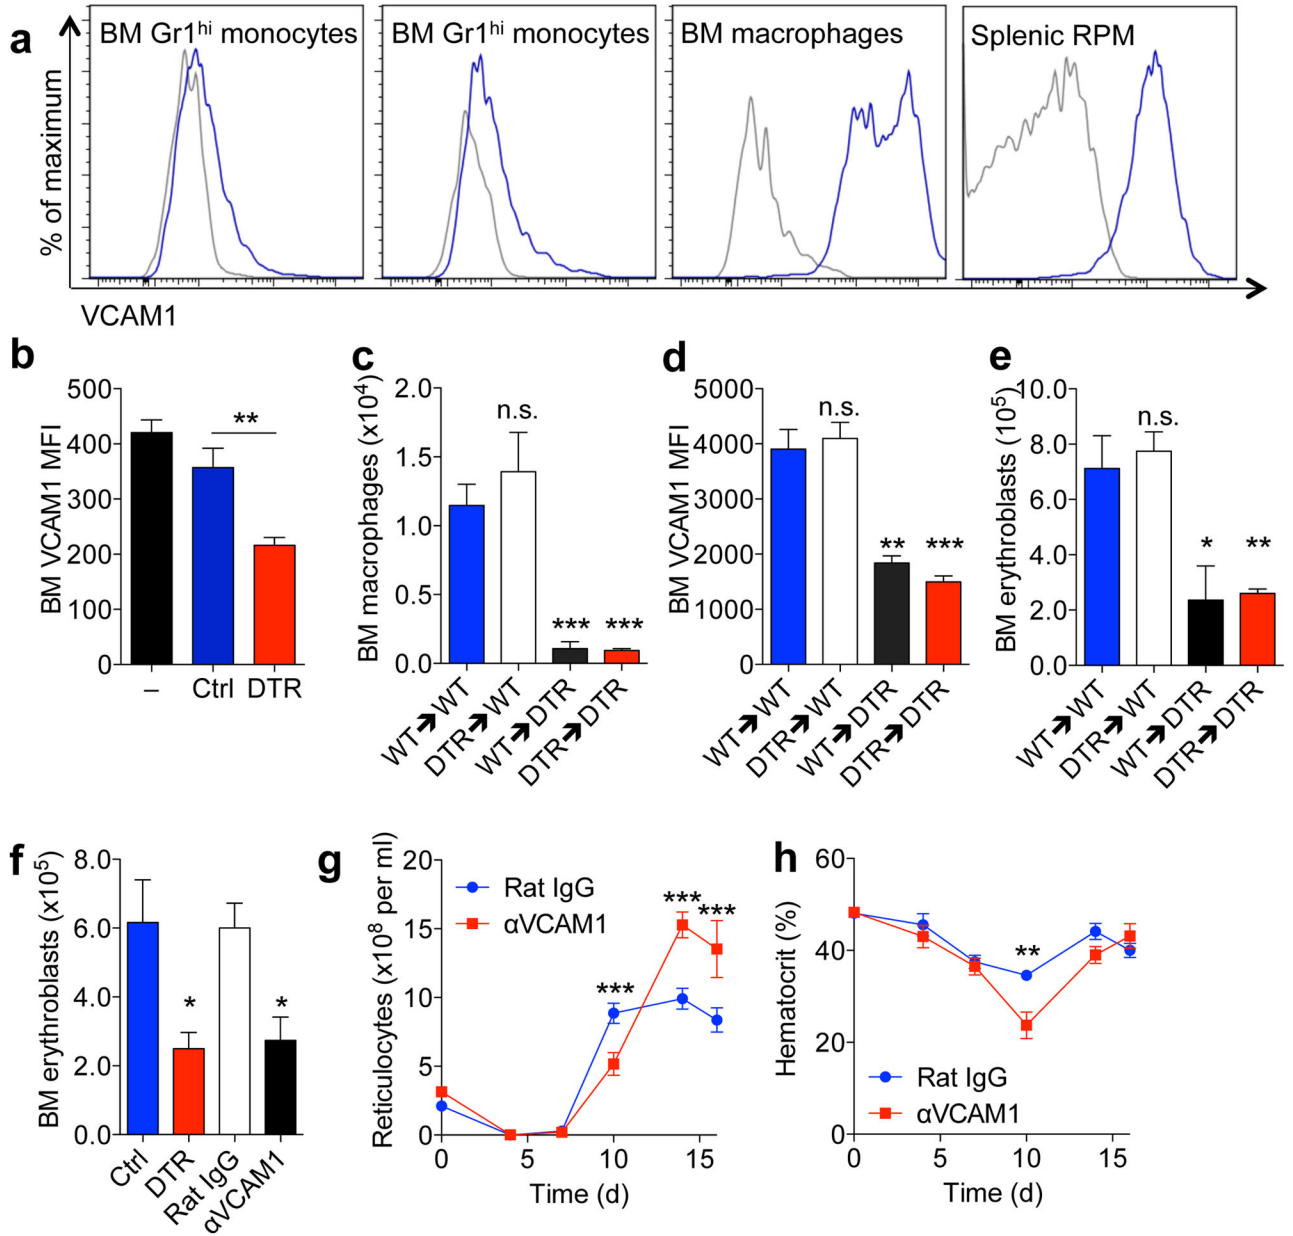 a
BM Gr1hi monocytes
BM Gr1hi monocytes
BM macrophages
Splenic RPM
% of maximum
VCAM1
b
BM VCAM1 MFI
500
400
300
200
100
0
**
–
Ctrl
DTR
c
BM macrophages (x10⁴)
2.0
1.5
1.0
0.5
0.0
n.s.
***
***
WT➔WT
DTR➔WT
WT➔DTR
DTR➔DTR
d
BM VCAM1 MFI
5000
4000
3000
2000
1000
0
n.s.
**
***
WT➔WT
DTR➔WT
WT➔DTR
DTR➔DTR
e
BM erythroblasts (10⁵)
10.0
8.0
6.0
4.0
2.0
0.0
n.s.
*
**
WT➔WT
DTR➔WT
WT➔DTR
DTR➔DTR
f
BM erythroblasts (x10⁵)
8.0
6.0
4.0
2.0
0.0
*
*
Ctrl
DTR
Rat IgG
αVCAM1
g
Reticulocytes (x10⁸ per ml)
20
15
10
5
0
Rat IgG
αVCAM1
***
***
***
0
5
10
15
Time (d)
h
Hematocrit (%)
60
40
20
0
**
Rat IgG
αVCAM1
0
5
10
15
Time (d)